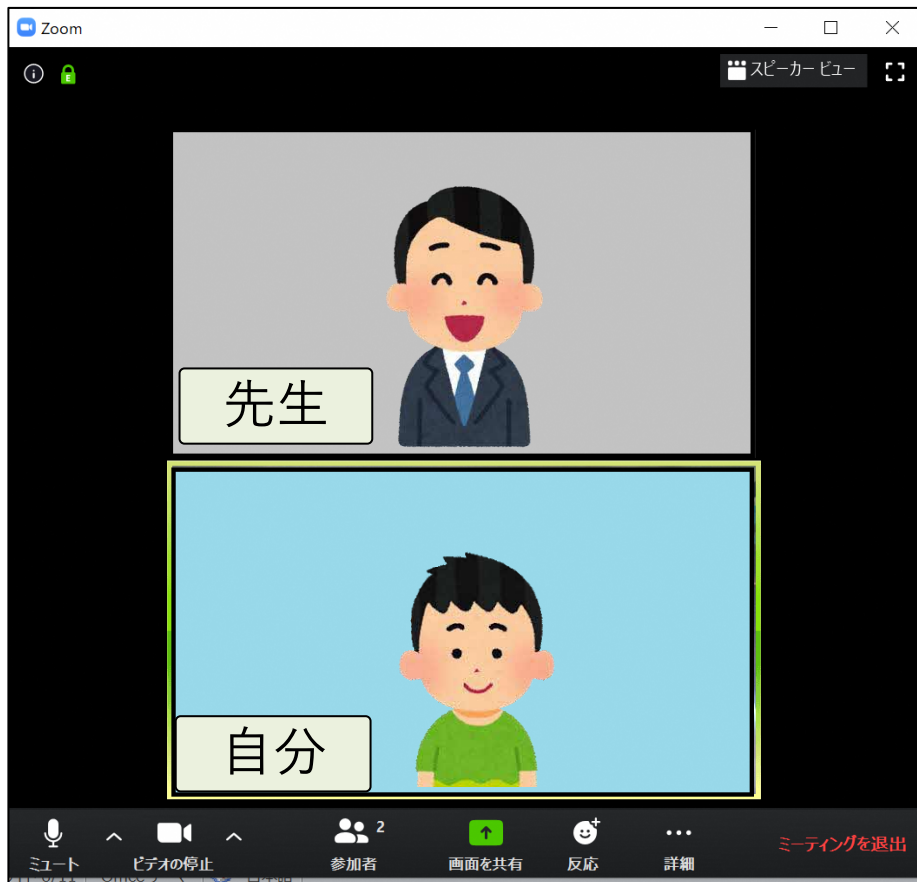 Zoom
スピーカー ビュー
先生
自分
ミュート
ビデオの停止
参加者
2
画面を共有
反応
詳細
ミーティングを退出